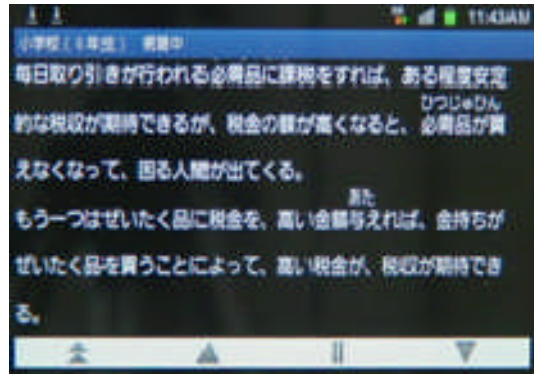 11:43AM
小学校(6年生) 視聴中
毎日取り引きが行われる必需品に課税をすれば、ある程度安定
ひつじゅひん
的な税収が期待できるが、税金の額が高くなると、必需品が買
えなくなって、困る人間が出てくる。
あた
もう一つはぜいたく品に税金を、高い金額与えれば、金持ちが
ぜいたく品を買うことによって、高い税金が、税収が期待でき
る。